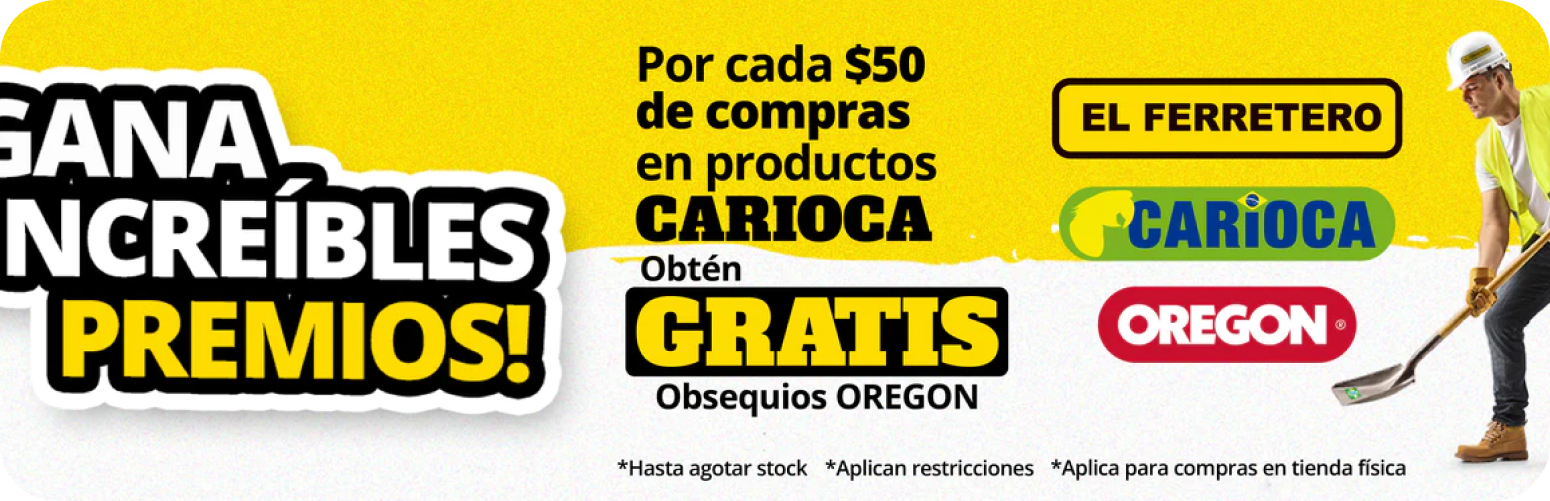 GANA
INCREÍBLES
PREMIOS!
Por cada $50
de compras
en productos
CARIOCA
Obtén
GRATIS
Obsequios OREGON
EL FERRETERO
CARIOCA
OREGON ®
*Hasta agotar stock *Aplican restricciones *Aplica para compras en tienda física